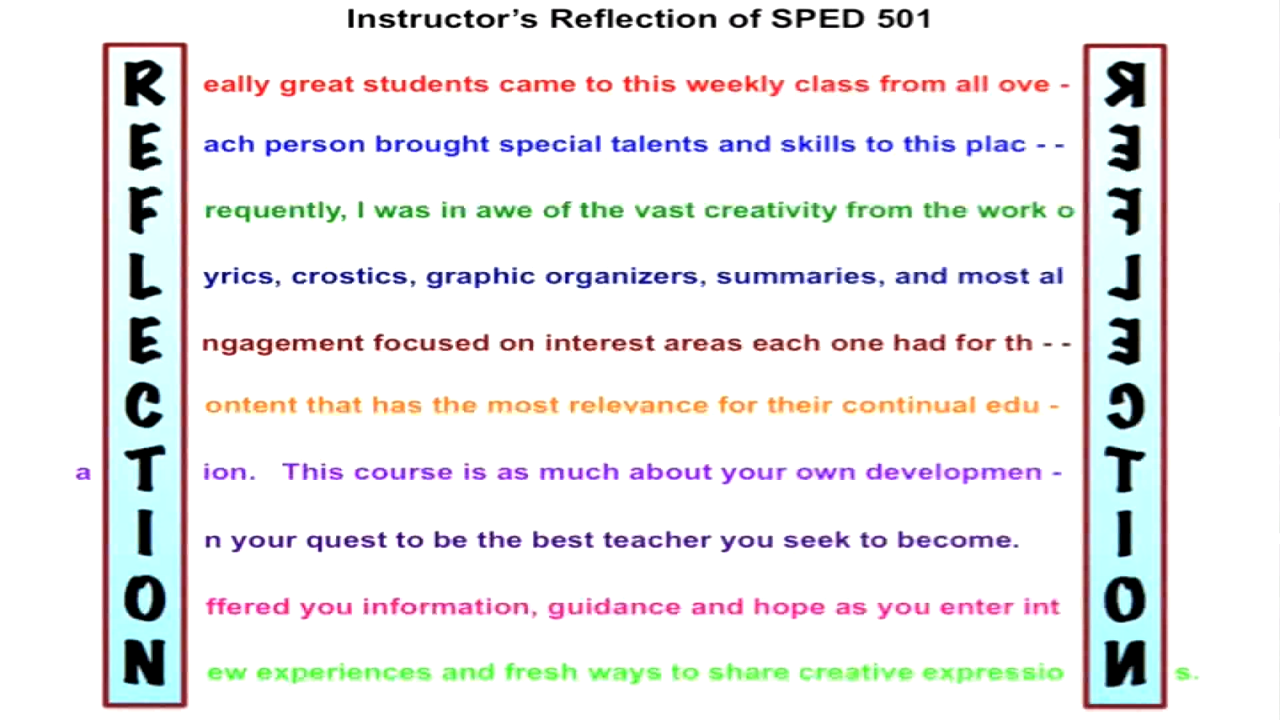 Instructor's Reflection of SPED 501
R eally great students came to this weekly class from all ove - R
E ach person brought special talents and skills to this plac - - E
F requently, I was in awe of the vast creativity from the work o F
L yrics, crostics, graphic organizers, summaries, and most al L
E ngagement focused on interest areas each one had for th - - E
C ontent that has the most relevance for their continual edu - C
a T ion. This course is as much about your own developmen - T
I n your quest to be the best teacher you seek to become. I
O ffered you information, guidance and hope as you enter int O
N ew experiences and fresh ways to share creative expressio N s.